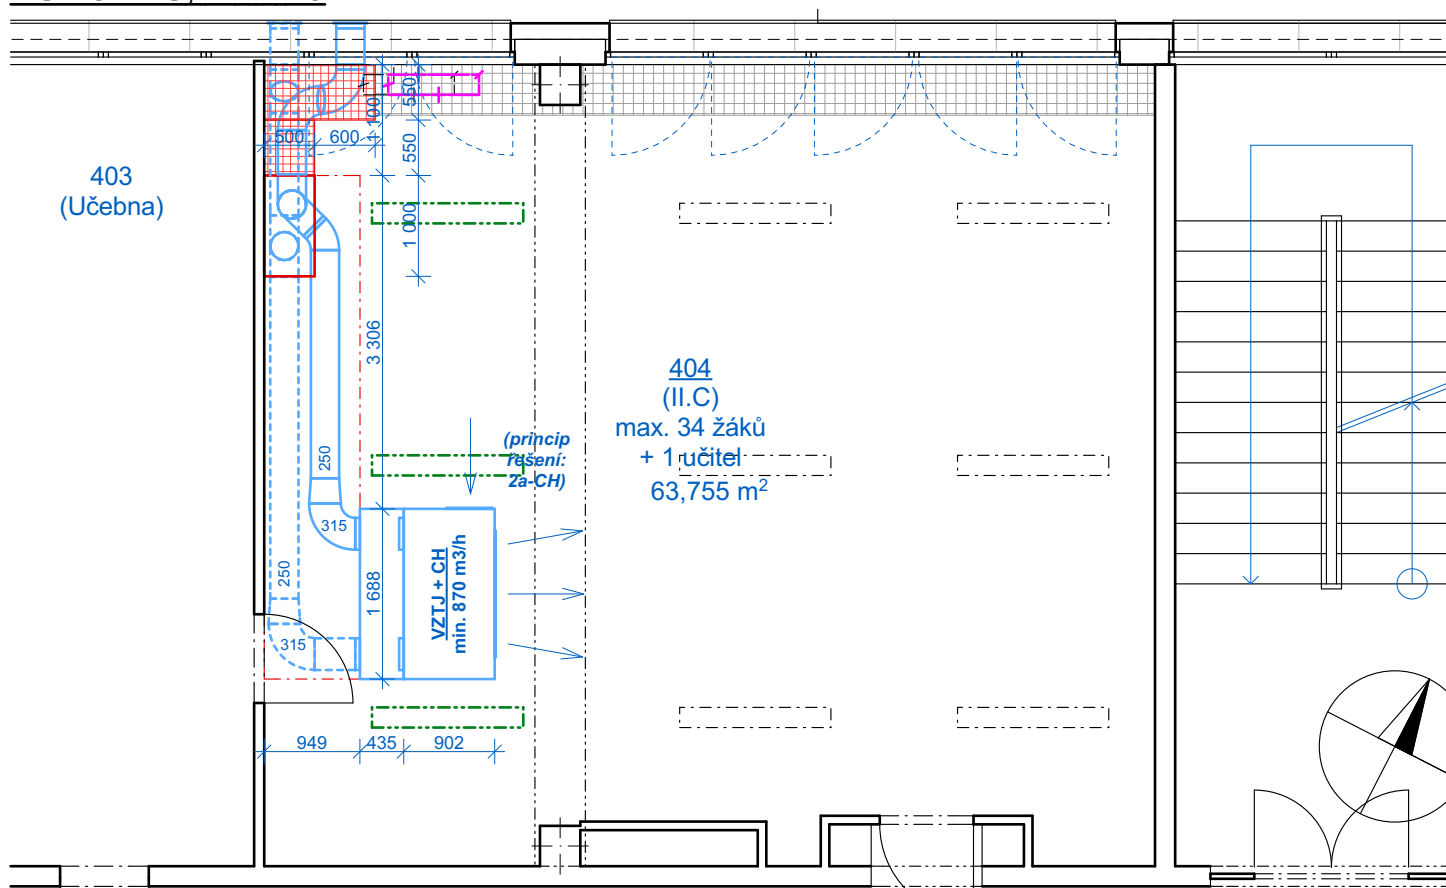 550
1 100
500
600
550
403
(Učebna)
1 000
3 306
404
(II.C)
max. 34 žáků
+ 1 učitel
63,755 m²
(princip
řešení:
2a-CH)
250
315
VZTJ + CH
min. 870 m3/h
1 688
250
315
949
435
902